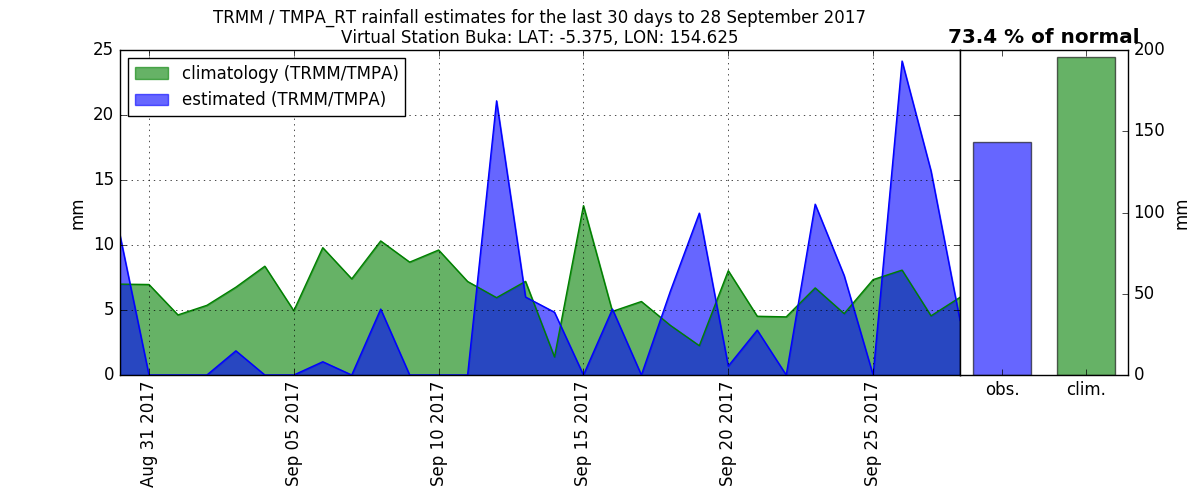 TRMM / TMPA_RT rainfall estimates for the last 30 days to 28 September 2017
Virtual Station Buka: LAT: -5.375, LON: 154.625
73.4 % of normal
climatology (TRMM/TMPA)
estimated (TRMM/TMPA)
25
20
15
10
5
0
mm
Aug 31 2017
Sep 05 2017
Sep 10 2017
Sep 15 2017
Sep 20 2017
Sep 25 2017
obs.
clim.
200
150
100
50
0
mm